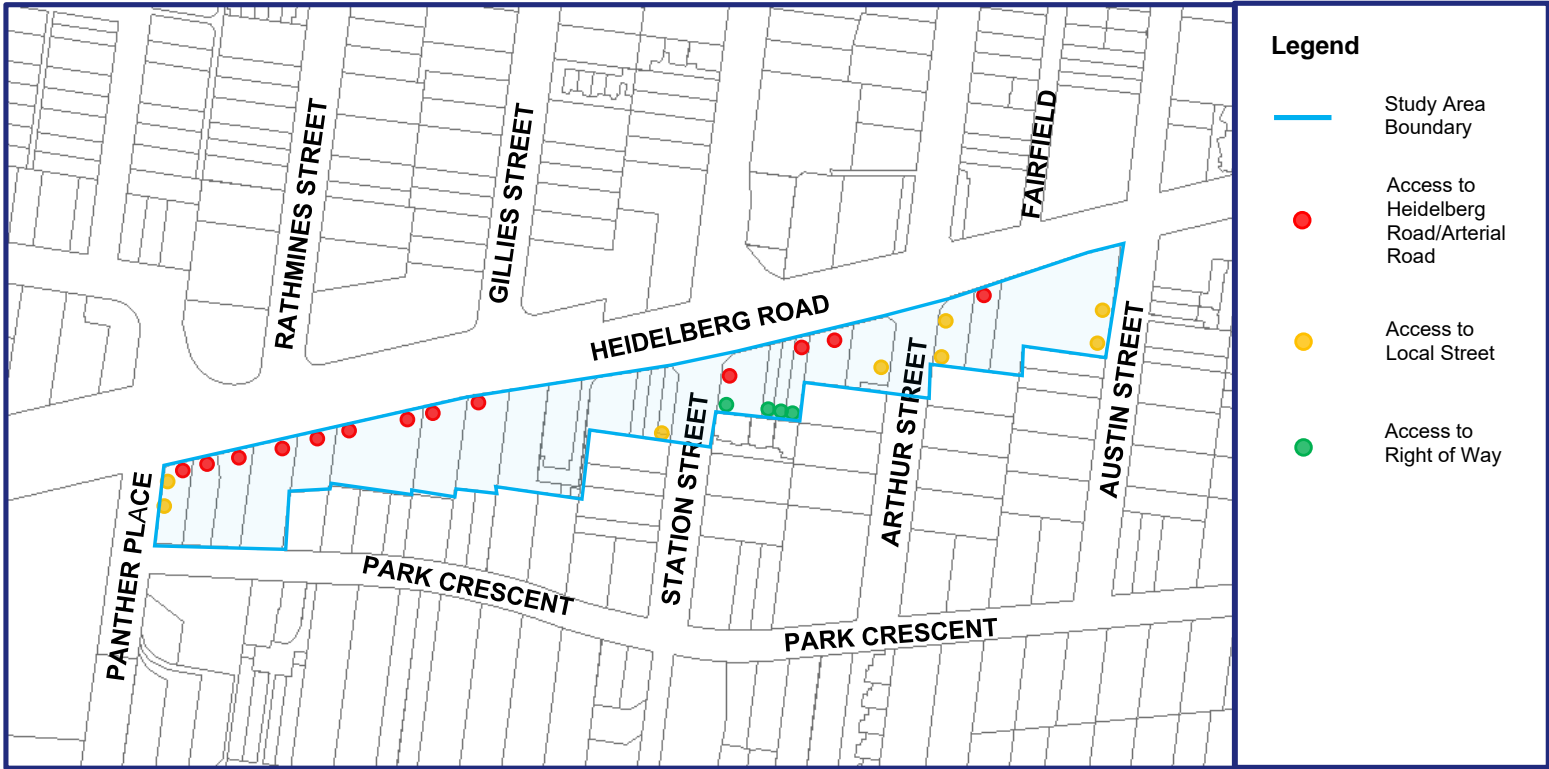 RATHMINES STREET
GILLIES STREET
FAIRFIELD
HEIDELBERG ROAD
PANTHER PLACE
STATION STREET
ARTHUR STREET
AUSTIN STREET
PARK CRESCENT
PARK CRESCENT
Legend
Study Area
Boundary
Access to
Heidelberg
Road/Arterial
Road
Access to
Local Street
Access to
Right of Way